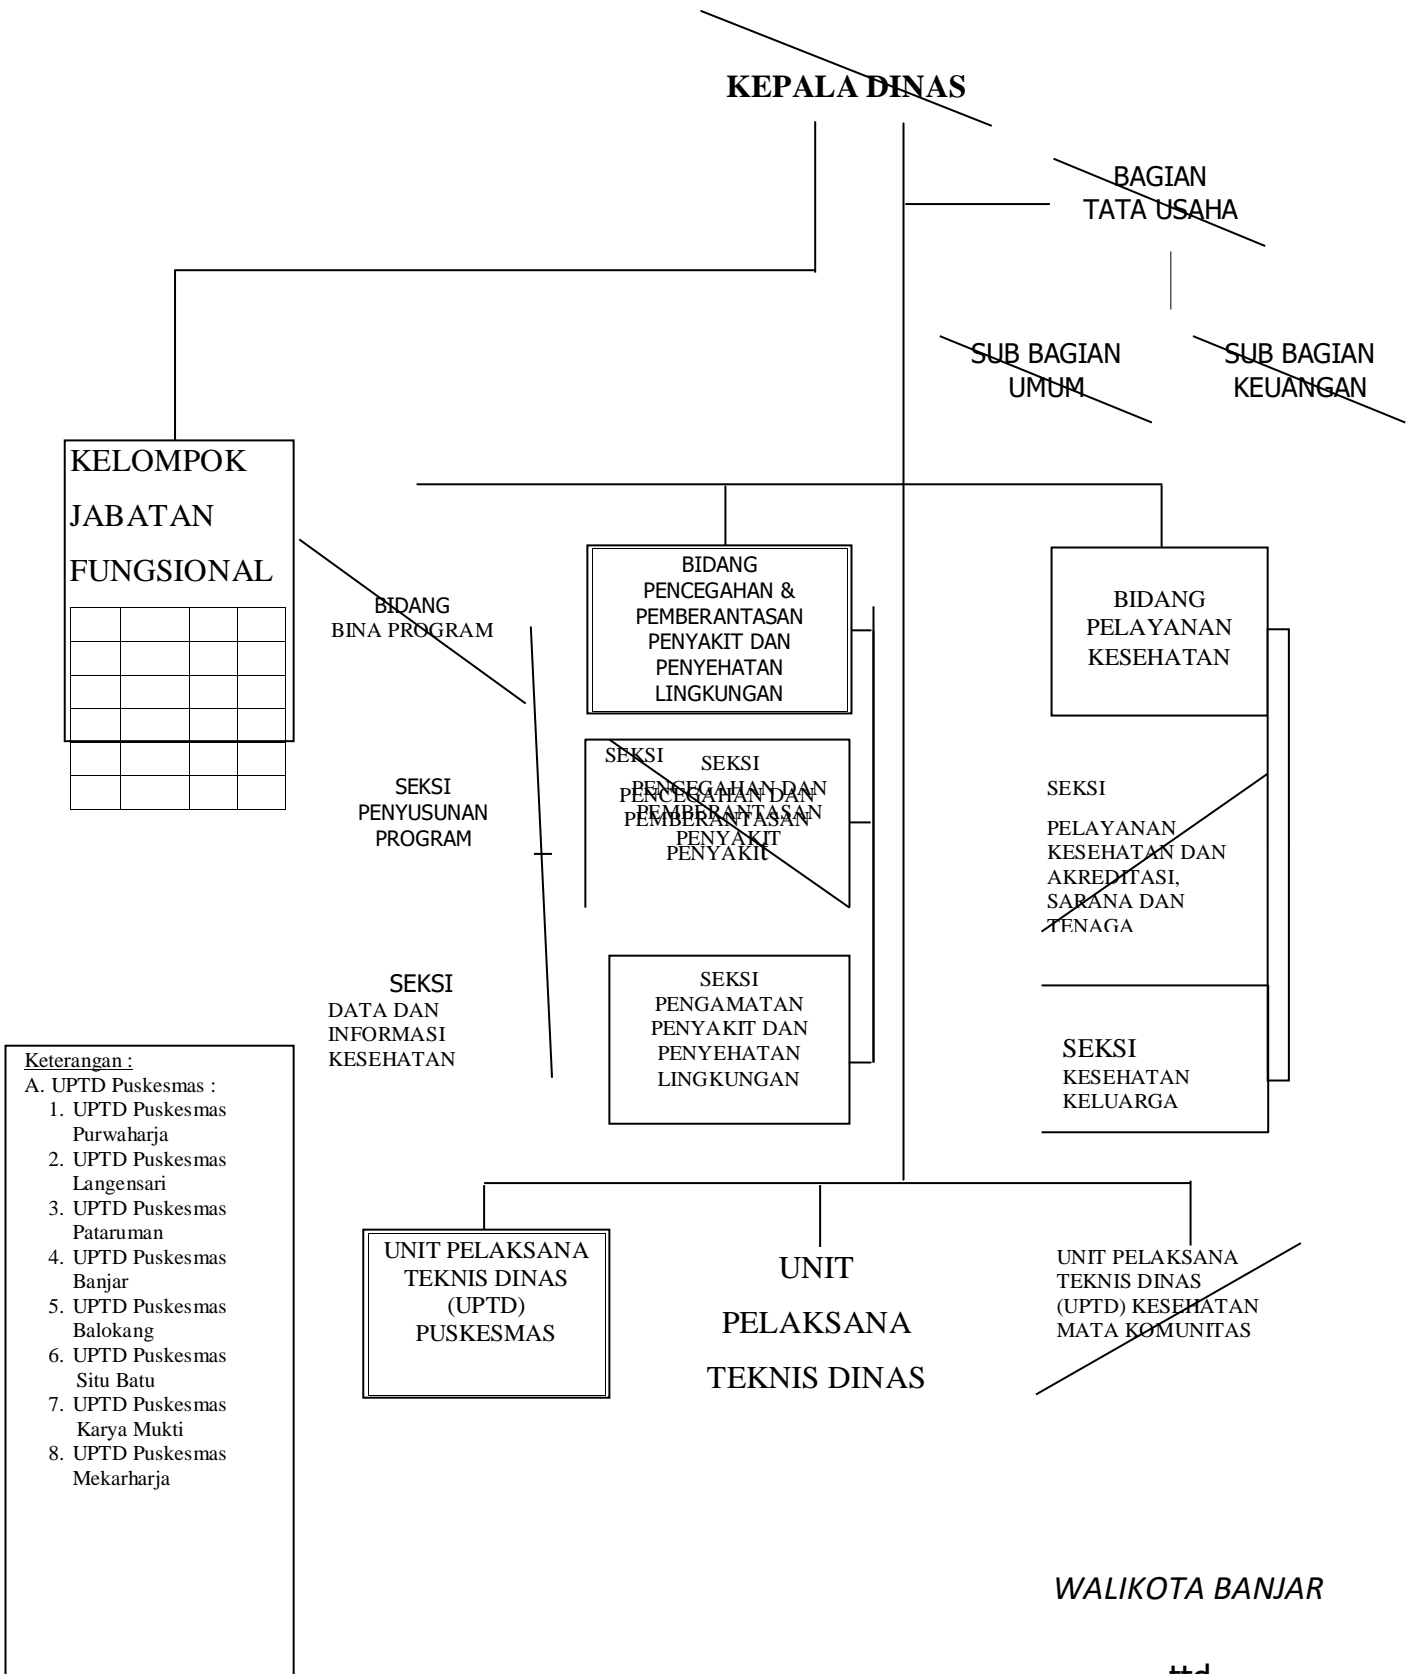 KEPALA DINAS
BAGIAN
TATA USAHA
SUB BAGIAN
UMUM
SUB BAGIAN
KEUANGAN
KELOMPOK
JABATAN
FUNGSIONAL
BIDANG
BINA PROGRAM
BIDANG
PENCEGAHAN &
PEMBERANTASAN
PENYAKIT DAN
PENYEHATAN
LINGKUNGAN
BIDANG
PELAYANAN
KESEHATAN
SEKSI
PENYUSUNAN
PROGRAM
SEKSI
PENCEGAHAN DAN
PEMBERANTASAN
PENYAKIt
SEKSI
PENCEGAHAN DAN
PEMBERANTASAN
PENYAKIT
SEKSI
PELAYANAN
KESEHATAN DAN
AKREDITASI,
SARANA DAN
TENAGA
SEKSI
DATA DAN
INFORMASI
KESEHATAN
SEKSI
PENGAMATAN
PENYAKIT DAN
PENYEHATAN
LINGKUNGAN
SEKSI
KESEHATAN
KELUARGA
Keterangan :
A. UPTD Puskesmas :
1. UPTD Puskesmas
Purwaharja
2. UPTD Puskesmas
Langensari
3. UPTD Puskesmas
Pataruman
4. UPTD Puskesmas
Banjar
5. UPTD Puskesmas
Balokang
6. UPTD Puskesmas
Situ Batu
7. UPTD Puskesmas
Karya Mukti
8. UPTD Puskesmas
Mekarharja
UNIT PELAKSANA
TEKNIS DINAS
(UPTD)
PUSKESMAS
UNIT
PELAKSANA
TEKNIS DINAS
UNIT PELAKSANA
TEKNIS DINAS
(UPTD) KESEHATAN
MATA KOMUNITAS
WALIKOTA BANJAR
ttd